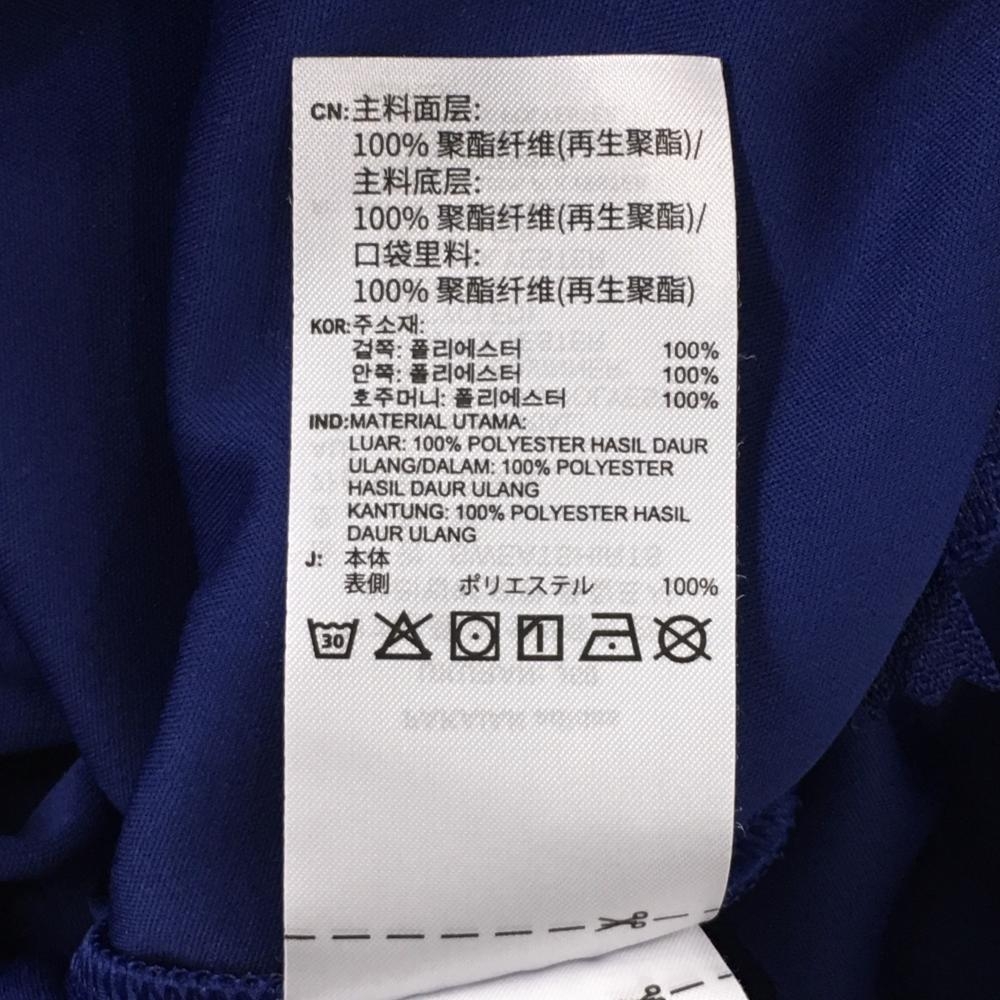 CN:主料面层:
100% 聚酯纤维(再生聚酯)/
主料底层:
100% 聚酯纤维(再生聚酯)/
口袋里料:
100% 聚酯纤维(再生聚酯)
KOR:주소재:
겉쪽: 폴리에스터 100%
안쪽: 폴리에스터 100%
호주머니: 폴리에스터 100%
IND:MATERIAL UTAMA:
LUAR: 100% POLYESTER HASIL DAUR
ULANG/DALAM: 100% POLYESTER
HASIL DAUR ULANG
KANTUNG: 100% POLYESTER HASIL
DAUR ULANG
J: 本体
表側 ポリエステル 100%
30